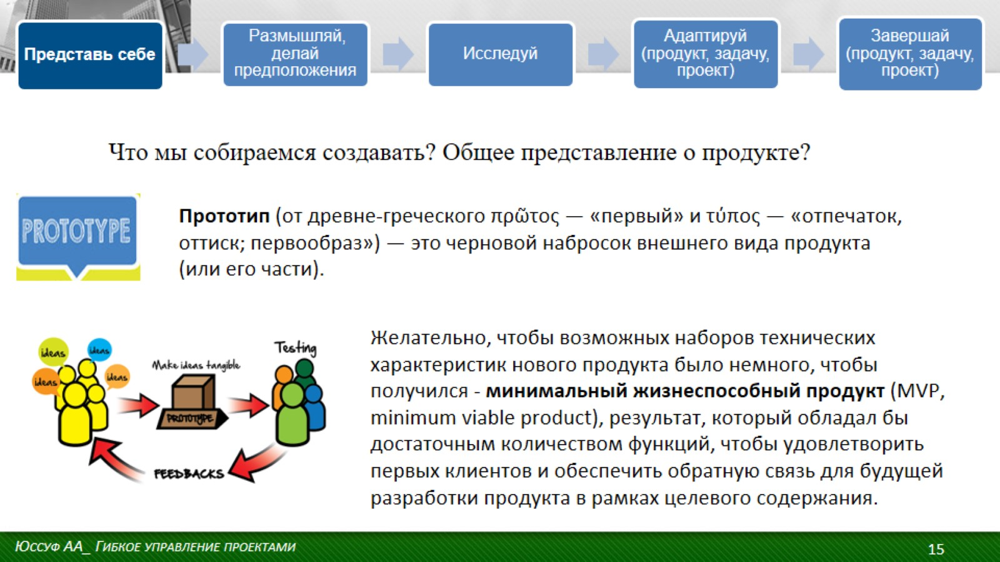 Представь себе
Размышляй,
делай
предположения
Исследуй
Адаптируй
(продукт, задачу,
проект)
Завершай
(продукт, задачу,
проект)
Что мы собираемся создавать? Общее представление о продукте?
PROTOTYPE
Прототип (от древне-греческого πρῶτος — «первый» и τύπος — «отпечаток,
оттиск; первообраз») — это черновой набросок внешнего вида продукта
(или его части).
ideas
ideas
ideas
ideas
Make ideas tangible
PROTOTYPE
Testing
FEEDBACKS
Желательно, чтобы возможных наборов технических
характеристик нового продукта было немного, чтобы
получился - минимальный жизнеспособный продукт (MVP,
minimum viable product), результат, который обладал бы
достаточным количеством функций, чтобы удовлетворить
первых клиентов и обеспечить обратную связь для будущей
разработки продукта в рамках целевого содержания.
Юссуф АА_ Гибкое управление проектами
15